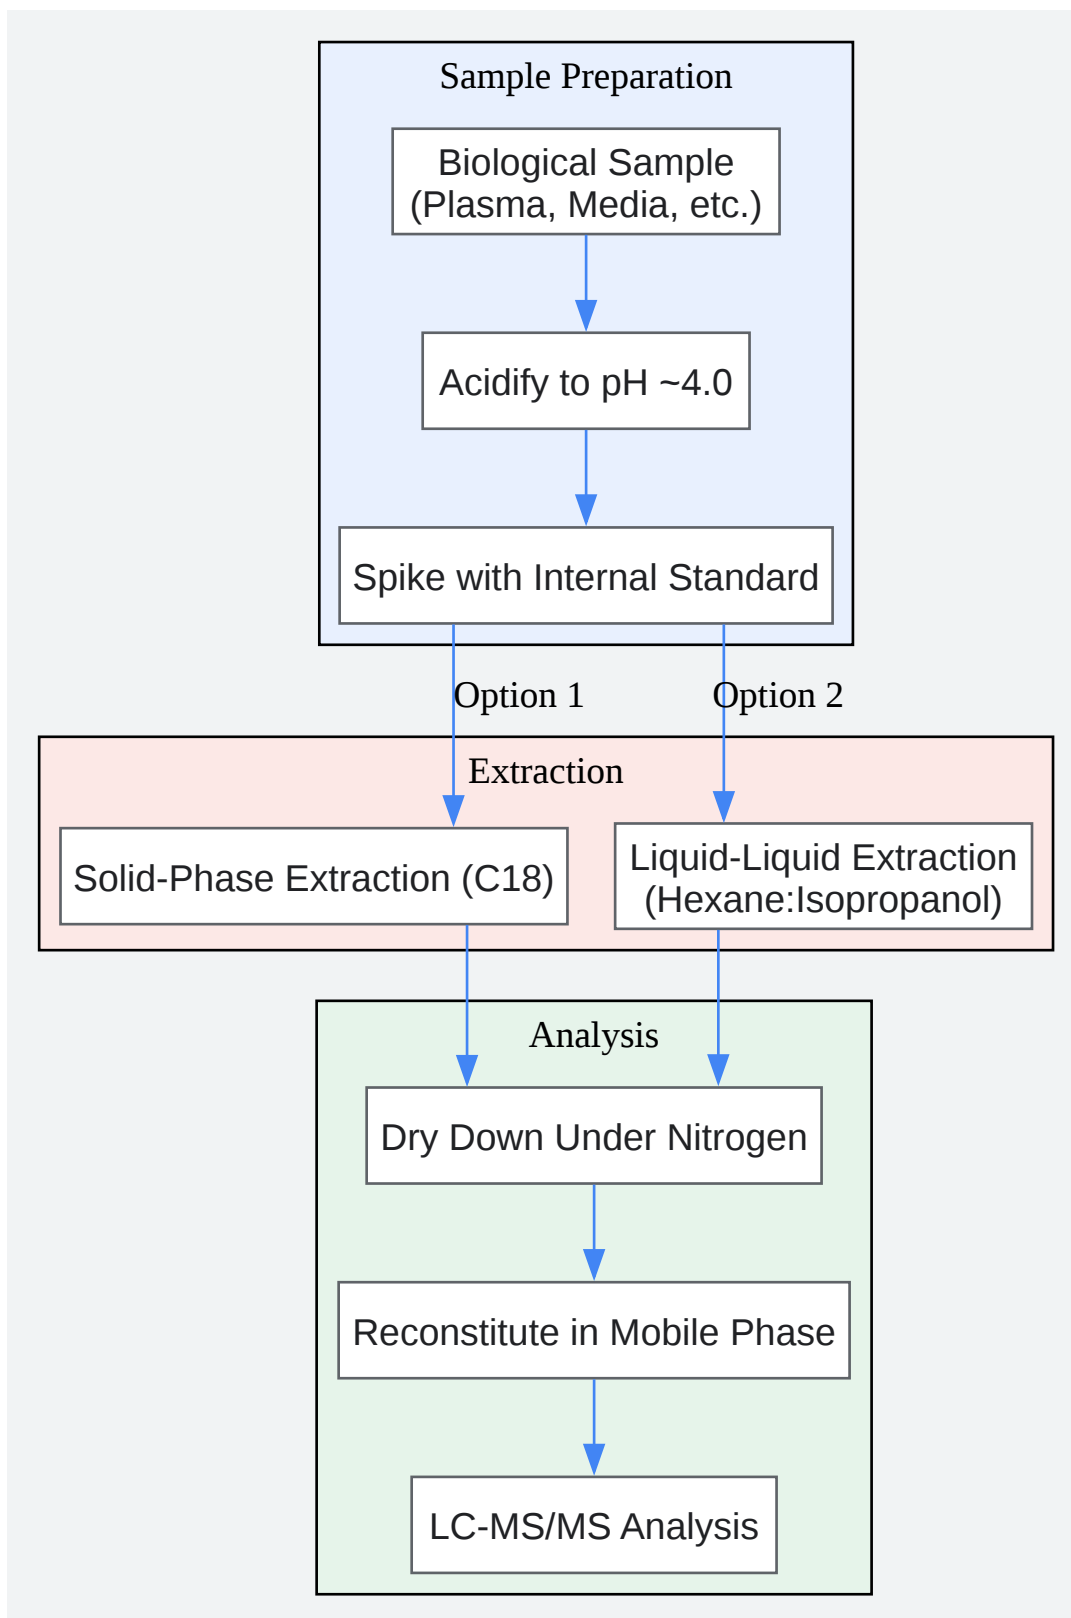 Sample Preparation
Biological Sample
(Plasma, Media, etc.)
Acidify to pH ~4.0
Spike with Internal Standard
Option 1
Option 2
Extraction
Solid-Phase Extraction (C18)
Liquid-Liquid Extraction
(Hexane:Isopropanol)
Analysis
Dry Down Under Nitrogen
Reconstitute in Mobile Phase
LC-MS/MS Analysis